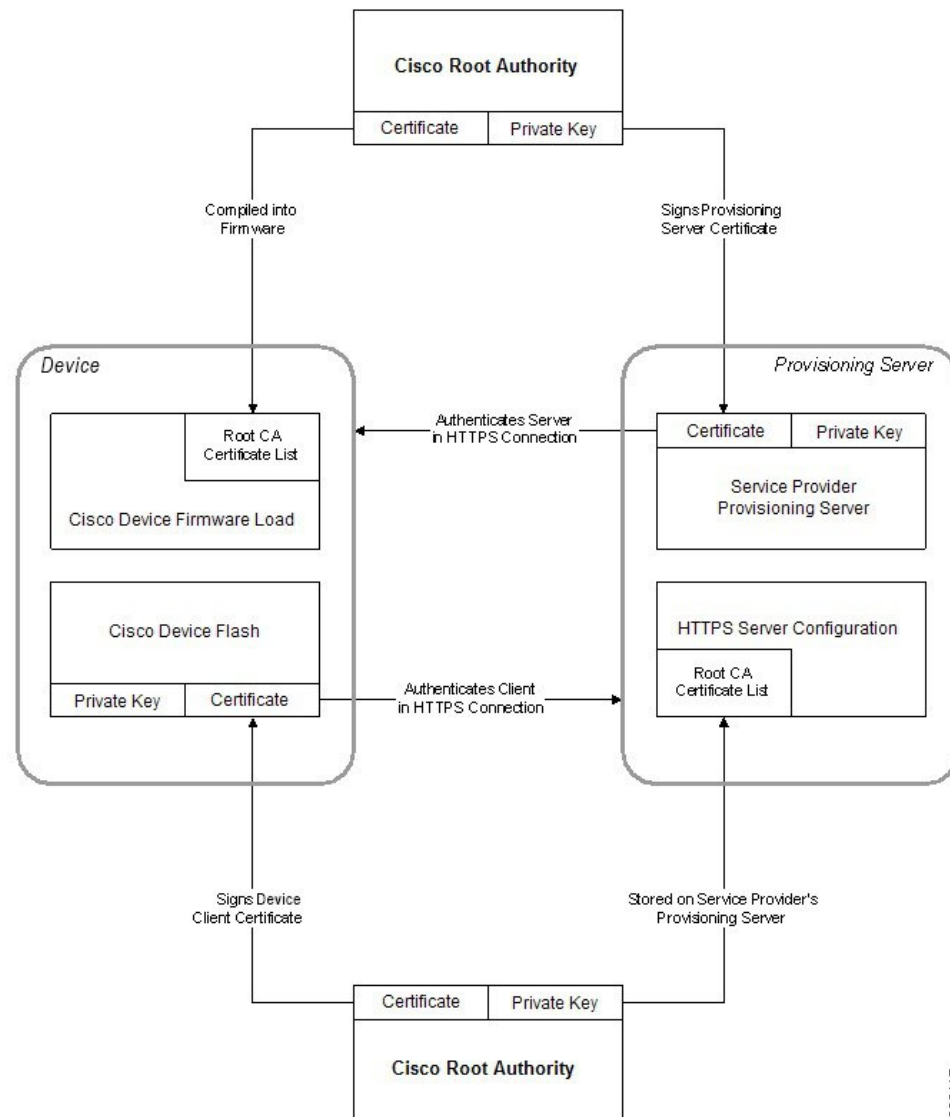 Cisco Root Authority
Certificate
Private Key
Compiled into
Firmware
Signs Provisioning
Server Certificate
Device
Provisioning Server
Root CA
Certificate List
Cisco Device Firmware Load
Authenticates Server
in HTTPS Connection
Certificate
Private Key
Service Provider
Provisioning Server
Cisco Device Flash
Private Key
Certificate
Authenticates Client
in HTTPS Connection
HTTPS Server Configuration
Root CA
Certificate List
Signs Device
Client Certificate
Stored on Service Provider's
Provisioning Server
Certificate
Private Key
Cisco Root Authority